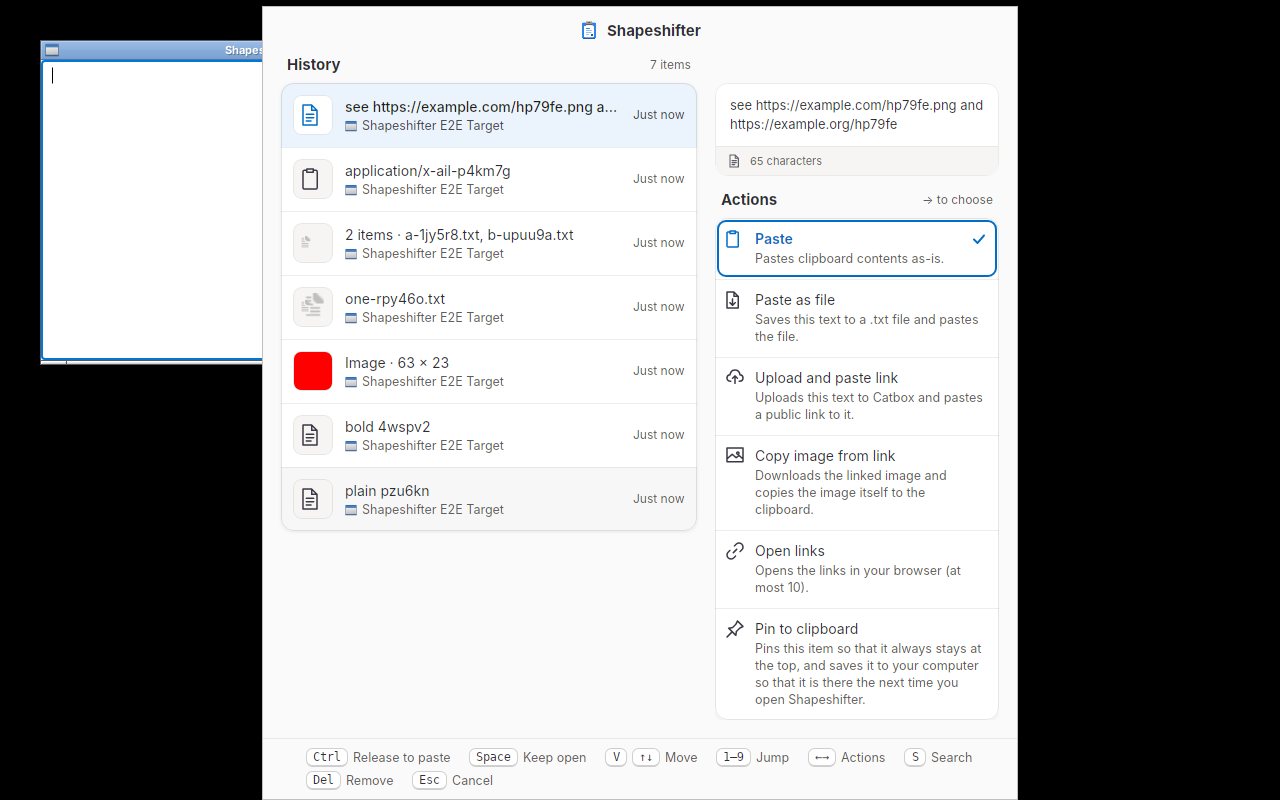 Shapes
Shapeshifter
History
7 items
see https://example.com/hp79fe.png a…
Shapeshifter E2E Target
Just now
application/x-ail-p4km7g
Shapeshifter E2E Target
Just now
2 items · a-1jy5r8.txt, b-upuu9a.txt
Shapeshifter E2E Target
Just now
one-rpy46o.txt
Shapeshifter E2E Target
Just now
Image · 63 × 23
Shapeshifter E2E Target
Just now
bold 4wspv2
Shapeshifter E2E Target
Just now
plain pzu6kn
Shapeshifter E2E Target
Just now
see https://example.com/hp79fe.png and
https://example.org/hp79fe
65 characters
Actions
→ to choose
Paste
Pastes clipboard contents as-is.
Paste as file
Saves this text to a .txt file and pastes
the file.
Upload and paste link
Uploads this text to Catbox and pastes
a public link to it.
Copy image from link
Downloads the linked image and
copies the image itself to the
clipboard.
Open links
Opens the links in your browser (at
most 10).
Pin to clipboard
Pins this item so that it always stays at
the top, and saves it to your computer
so that it is there the next time you
open Shapeshifter.
Ctrl Release to paste Space Keep open V ↑↓ Move 1–9 Jump ←→ Actions S Search
Del Remove Esc Cancel